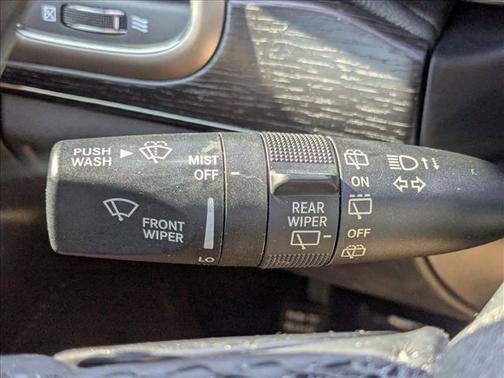 PUSH
WASH
MIST
OFF
FRONT
WIPER
LO
REAR
WIPER
ON
OFF